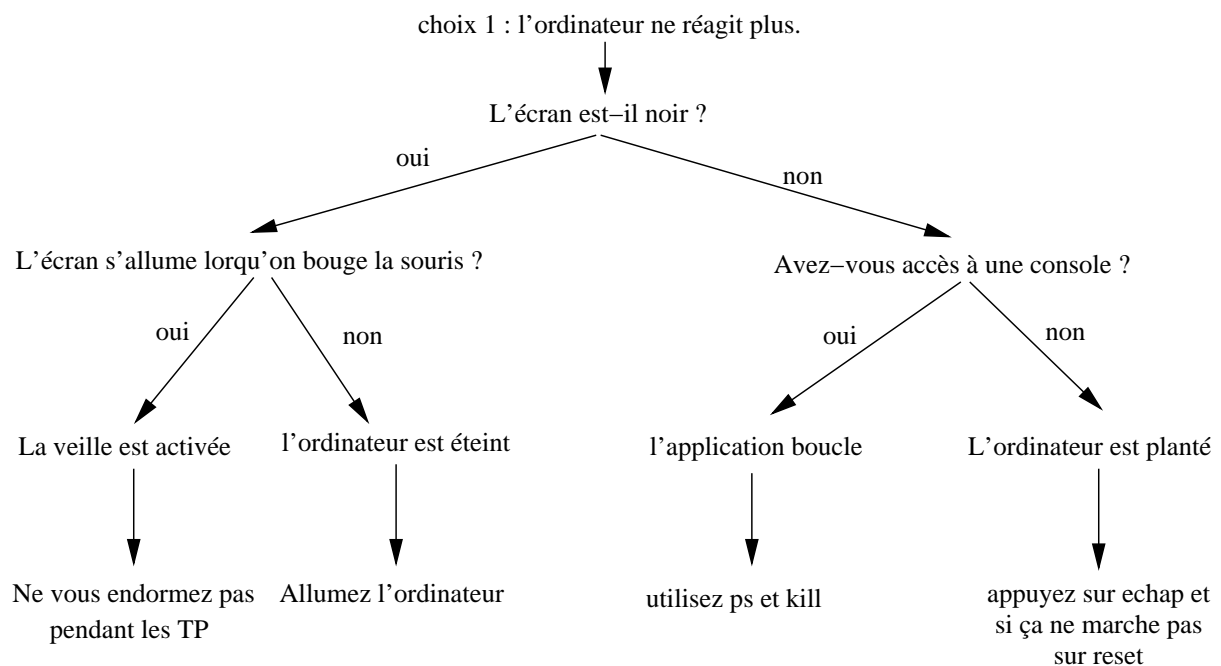 choix 1 : l'ordinateur ne réagit plus.
L'écran est−il noir ?
oui
non
L'écran s'allume lorqu'on bouge la souris ?
Avez−vous accès à une console ?
oui
non
oui
non
La veille est activée
l'ordinateur est éteint
l'application boucle
L'ordinateur est planté
Ne vous endormez pas
pendant les TP
Allumez l'ordinateur
utilisez ps et kill
appuyez sur echap et
si ça ne marche pas
sur reset